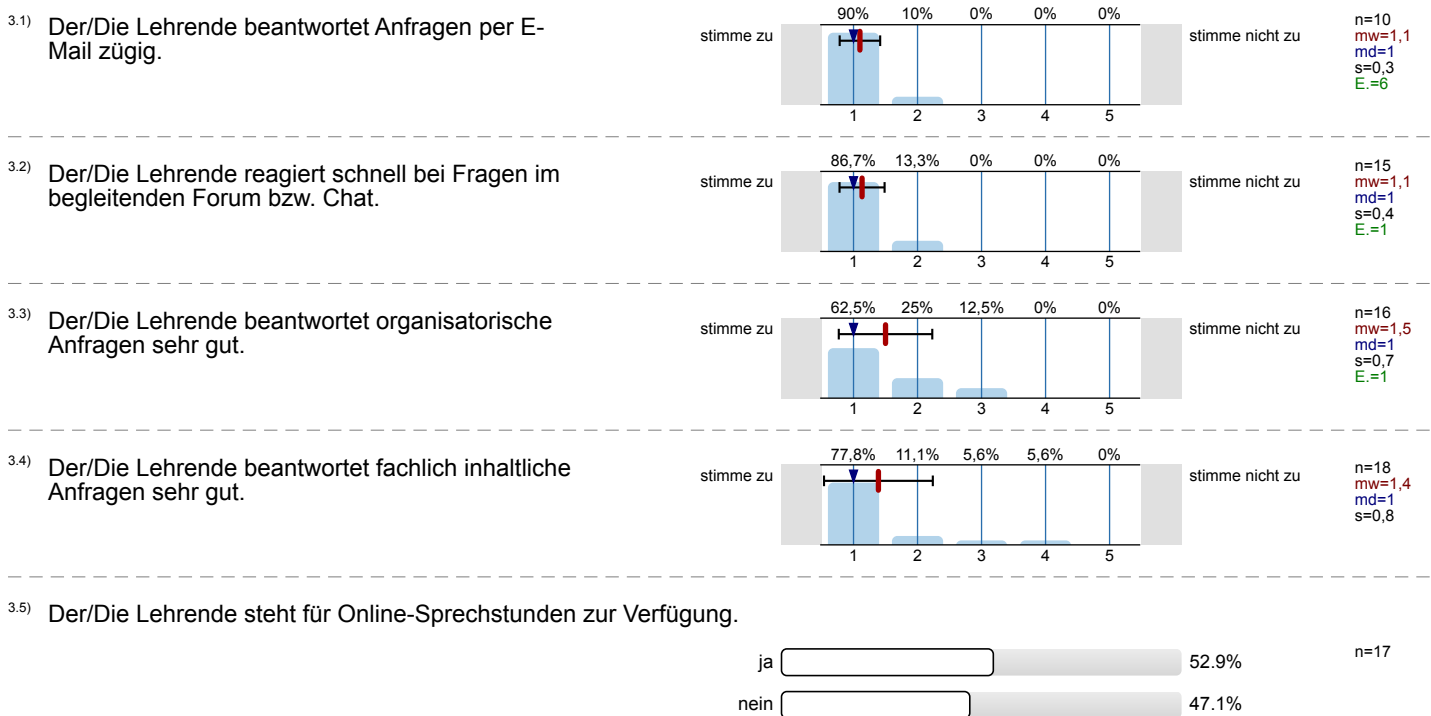 3.1) Der/Die Lehrende beantwortet Anfragen per E-
Mail zügig.
stimme zu
90% 10% 0% 0% 0%
1 2 3 4 5
stimme nicht zu
n=10
mw=1,1
md=1
s=0,3
E.=6
3.2) Der/Die Lehrende reagiert schnell bei Fragen im
begleitenden Forum bzw. Chat.
stimme zu
86,7% 13,3% 0% 0% 0%
1 2 3 4 5
stimme nicht zu
n=15
mw=1,1
md=1
s=0,4
E.=1
3.3) Der/Die Lehrende beantwortet organisatorische
Anfragen sehr gut.
stimme zu
62,5% 25% 12,5% 0% 0%
1 2 3 4 5
stimme nicht zu
n=16
mw=1,5
md=1
s=0,7
E.=1
3.4) Der/Die Lehrende beantwortet fachlich inhaltliche
Anfragen sehr gut.
stimme zu
77,8% 11,1% 5,6% 5,6% 0%
1 2 3 4 5
stimme nicht zu
n=18
mw=1,4
md=1
s=0,8
3.5) Der/Die Lehrende steht für Online-Sprechstunden zur Verfügung.
ja 52.9%
n=17
nein 47.1%